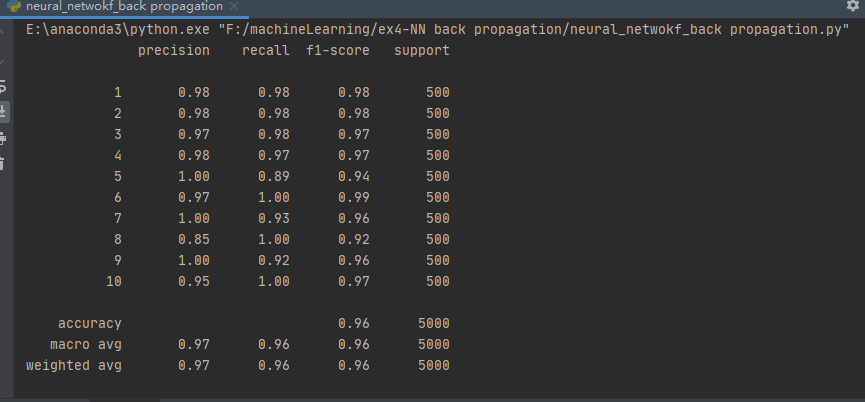 neural_netwokf_back propagation
E:\anaconda3\python.exe "F:/machineLearning/ex4-NN back propagation/neural_netwokf_back propagation.py"
precision recall f1-score support
1 0.98 0.98 0.98 500
2 0.98 0.98 0.98 500
3 0.97 0.98 0.97 500
4 0.98 0.97 0.97 500
5 1.00 0.89 0.94 500
6 0.97 1.00 0.99 500
7 1.00 0.93 0.96 500
8 0.85 1.00 0.92 500
9 1.00 0.92 0.96 500
10 0.95 1.00 0.97 500
accuracy 0.96 5000
macro avg 0.97 0.96 0.96 5000
weighted avg 0.97 0.96 0.96 5000